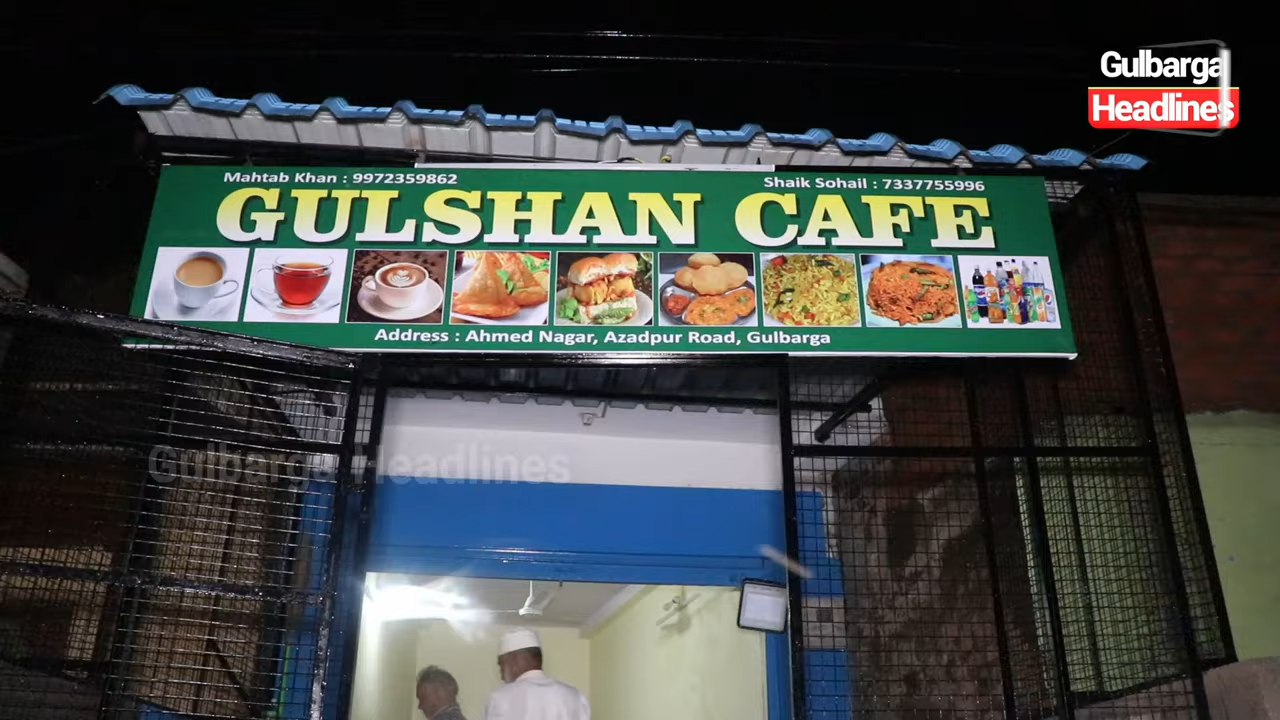 Gulbarga
Headlines
Mahtab Khan : 9972359862
Shaik Sohail : 7337755996
GULSHAN CAFE
Address : Ahmed Nagar, Azadpur Road, Gulbarga
Gulbarga Headlines